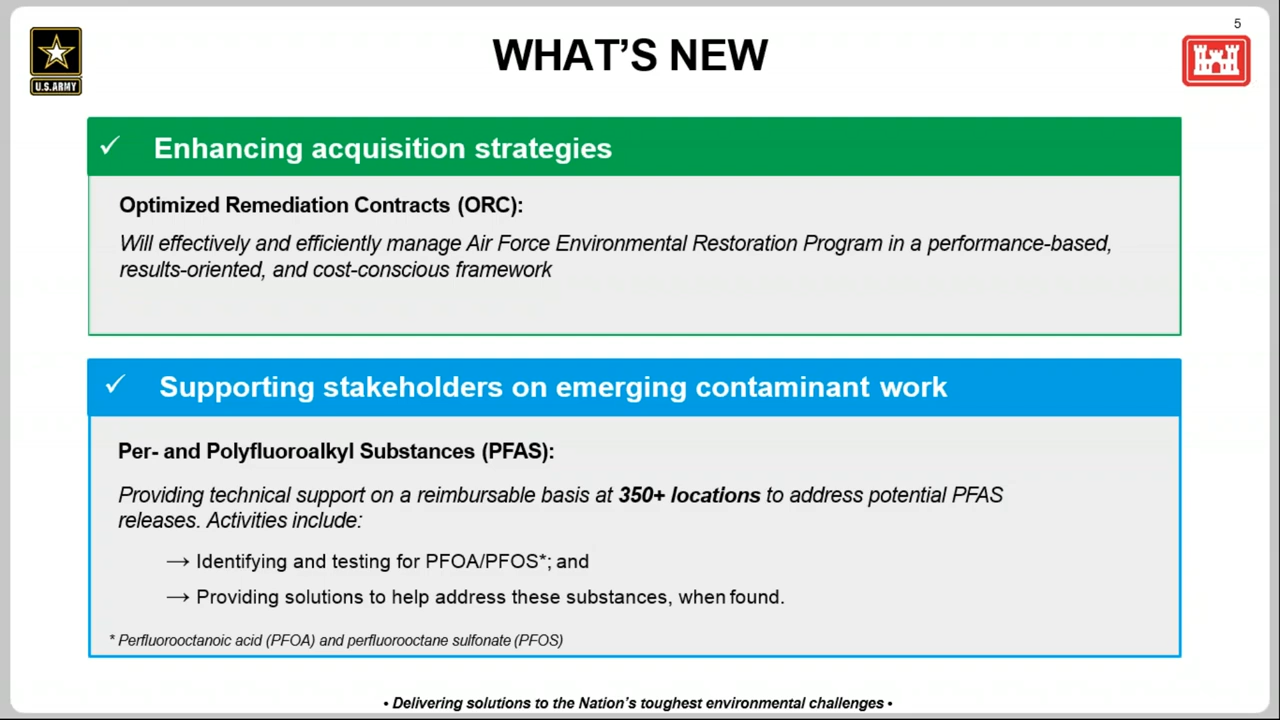 5
WHAT'S NEW
U.S.ARMY
✓ Enhancing acquisition strategies
Optimized Remediation Contracts (ORC):
Will effectively and efficiently manage Air Force Environmental Restoration Program in a performance-based,
results-oriented, and cost-conscious framework
✓ Supporting stakeholders on emerging contaminant work
Per- and Polyfluoroalkyl Substances (PFAS):
Providing technical support on a reimbursable basis at 350+ locations to address potential PFAS
releases. Activities include:
→ Identifying and testing for PFOA/PFOS*; and
→ Providing solutions to help address these substances, when found.
* Perfluorooctanoic acid (PFOA) and perfluorooctane sulfonate (PFOS)
• Delivering solutions to the Nation's toughest environmental challenges •